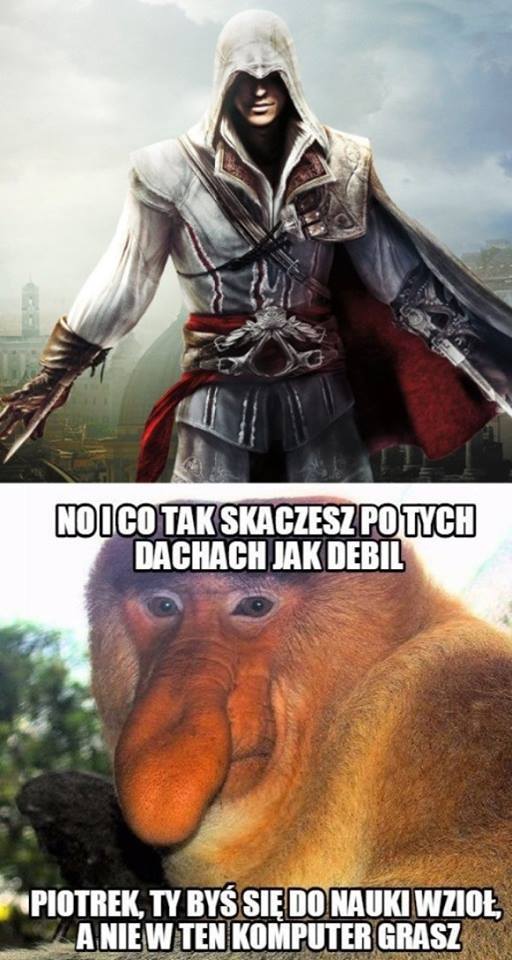 NO I CO TAK SKACZESZ PO TYCH
DACHACH JAK DEBIL
PIOTREK, TY BYŚ SIĘ DO NAUKI WZIOŁ,
A NIE W TEN KOMPUTER GRASZ